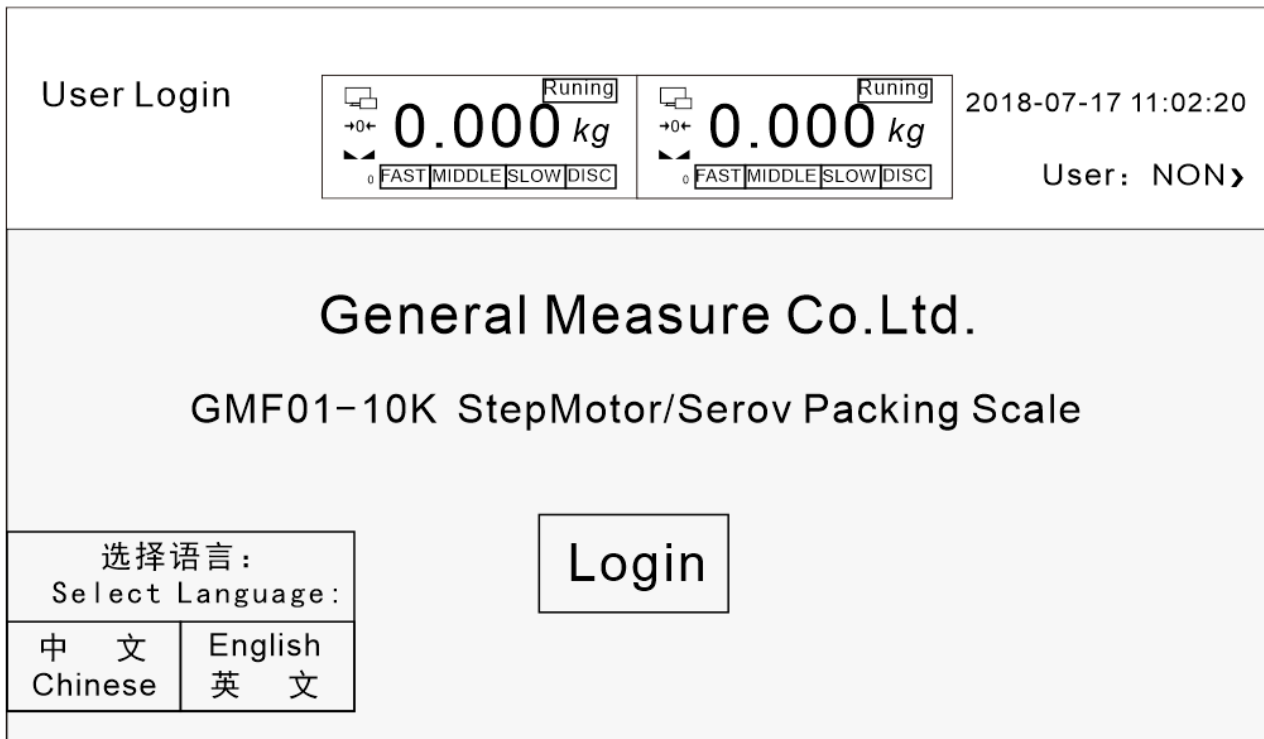 User Login
Runing
0.000 kg
→0←
0 FAST MIDDLE SLOW DISC
Runing
0.000 kg
→0←
0 FAST MIDDLE SLOW DISC
2018-07-17 11:02:20
User：NON›
General Measure Co.Ltd.
GMF01-10K StepMotor/Serov Packing Scale
Login
选择语言：
Select Language:
中 文
Chinese
English
英 文